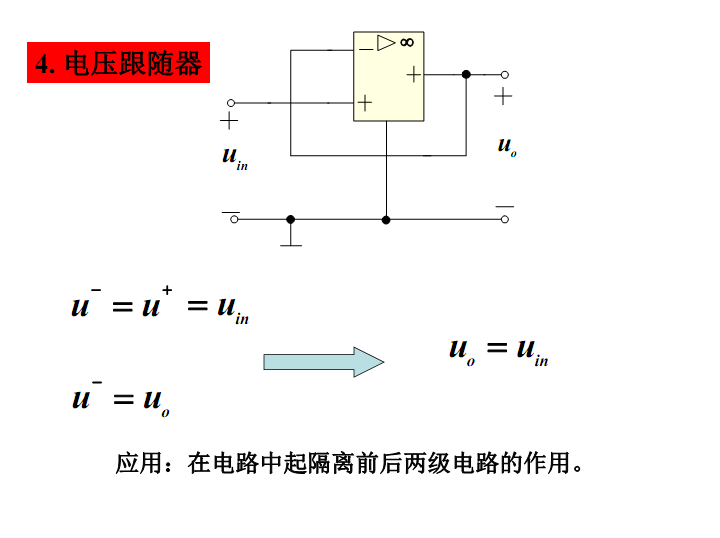 4. 电压跟随器
− ▷ ∞
+
+
+ +
u_in u_o
− −
u⁻ = u⁺ = u_in
u_o = u_in
u⁻ = u_o
应用：在电路中起隔离前后两级电路的作用。